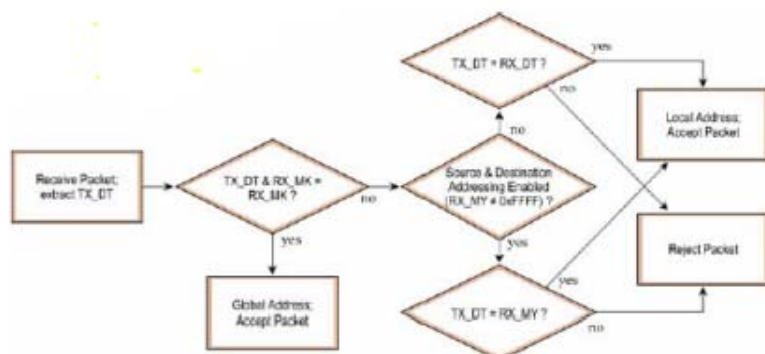 Receive Packet;
extract TX_DT
TX_DT & RX_MK =
RX_MK ?
no
yes
Global Address;
Accept Packet
Source & Destination
Addressing Enabled
(RX_MY ≠ 0xFFFF) ?
no
yes
TX_DT = RX_DT ?
yes
no
TX_DT = RX_MY ?
yes
no
Local Address;
Accept Packet
Reject Packet